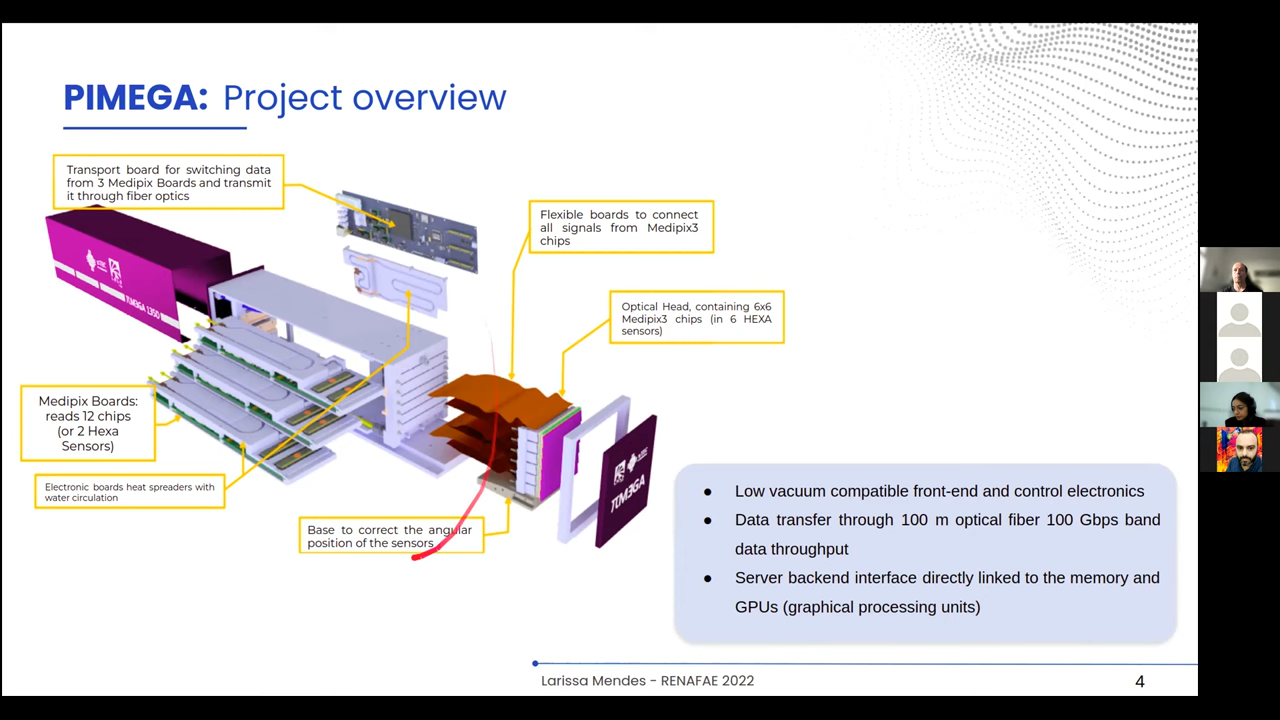 PIMEGA: Project overview
Transport board for switching data
from 3 Medipix Boards and transmit
it through fiber optics
Flexible boards to connect
all signals from Medipix3
chips
Optical Head, containing 6x6
Medipix3 chips (in 6 HEXA
sensors)
Medipix Boards:
reads 12 chips
(or 2 Hexa
Sensors)
Electronic boards heat spreaders with
water circulation
Base to correct the angular
position of the sensors
● Low vacuum compatible front-end and control electronics
● Data transfer through 100 m optical fiber 100 Gbps band
data throughput
● Server backend interface directly linked to the memory and
GPUs (graphical processing units)
Larissa Mendes - RENAFAE 2022
4